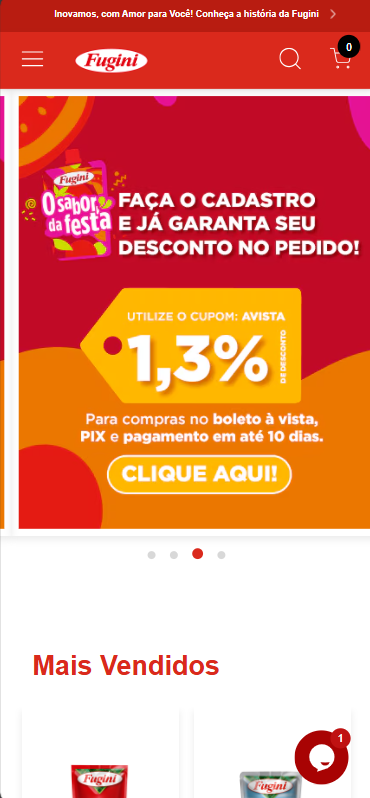 Inovamos, com Amor para Você! Conheça a história da Fugini
Fugini
0
Fugini
O sabor
da festa
FAÇA O CADASTRO
E JÁ GARANTA SEU
DESCONTO NO PEDIDO!
UTILIZE O CUPOM: AVISTA
1,3%
DE DESCONTO
Para compras no boleto à vista,
PIX e pagamento em até 10 dias.
CLIQUE AQUI!
Mais Vendidos
Fugini
Fugini
1